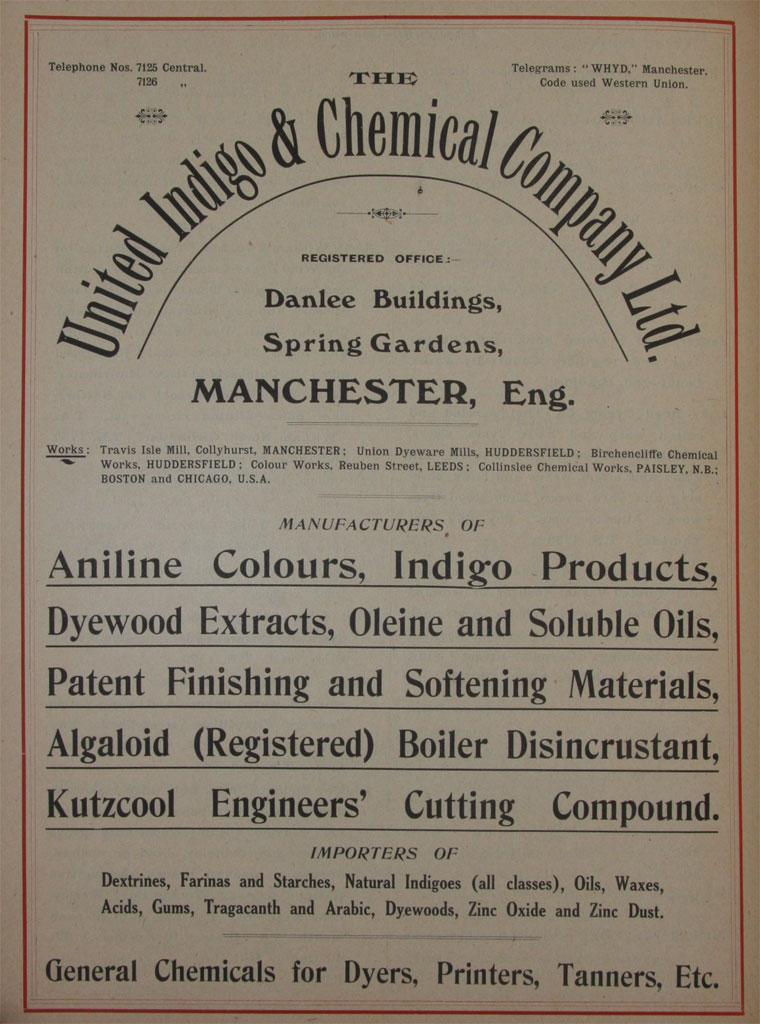 Telephone Nos. 7125 Central.
7126 „
Telegrams: "WHYD," Manchester.
Code used Western Union.
THE
United Indigo & Chemical Company Ltd.
REGISTERED OFFICE:—
Danlee Buildings,
Spring Gardens,
MANCHESTER, Eng.
Works: Travis Isle Mill, Collyhurst, MANCHESTER; Union Dyeware Mills, HUDDERSFIELD; Birchencliffe Chemical
Works, HUDDERSFIELD; Colour Works, Reuben Street, LEEDS; Collinslee Chemical Works, PAISLEY, N.B.;
BOSTON and CHICAGO, U.S.A.
MANUFACTURERS OF
Aniline Colours, Indigo Products,
Dyewood Extracts, Oleine and Soluble Oils,
Patent Finishing and Softening Materials,
Algaloid (Registered) Boiler Disincrustant,
Kutzcool Engineers' Cutting Compound.
IMPORTERS OF
Dextrines, Farinas and Starches, Natural Indigoes (all classes), Oils, Waxes,
Acids, Gums, Tragacanth and Arabic, Dyewoods, Zinc Oxide and Zinc Dust.
General Chemicals for Dyers, Printers, Tanners, Etc.